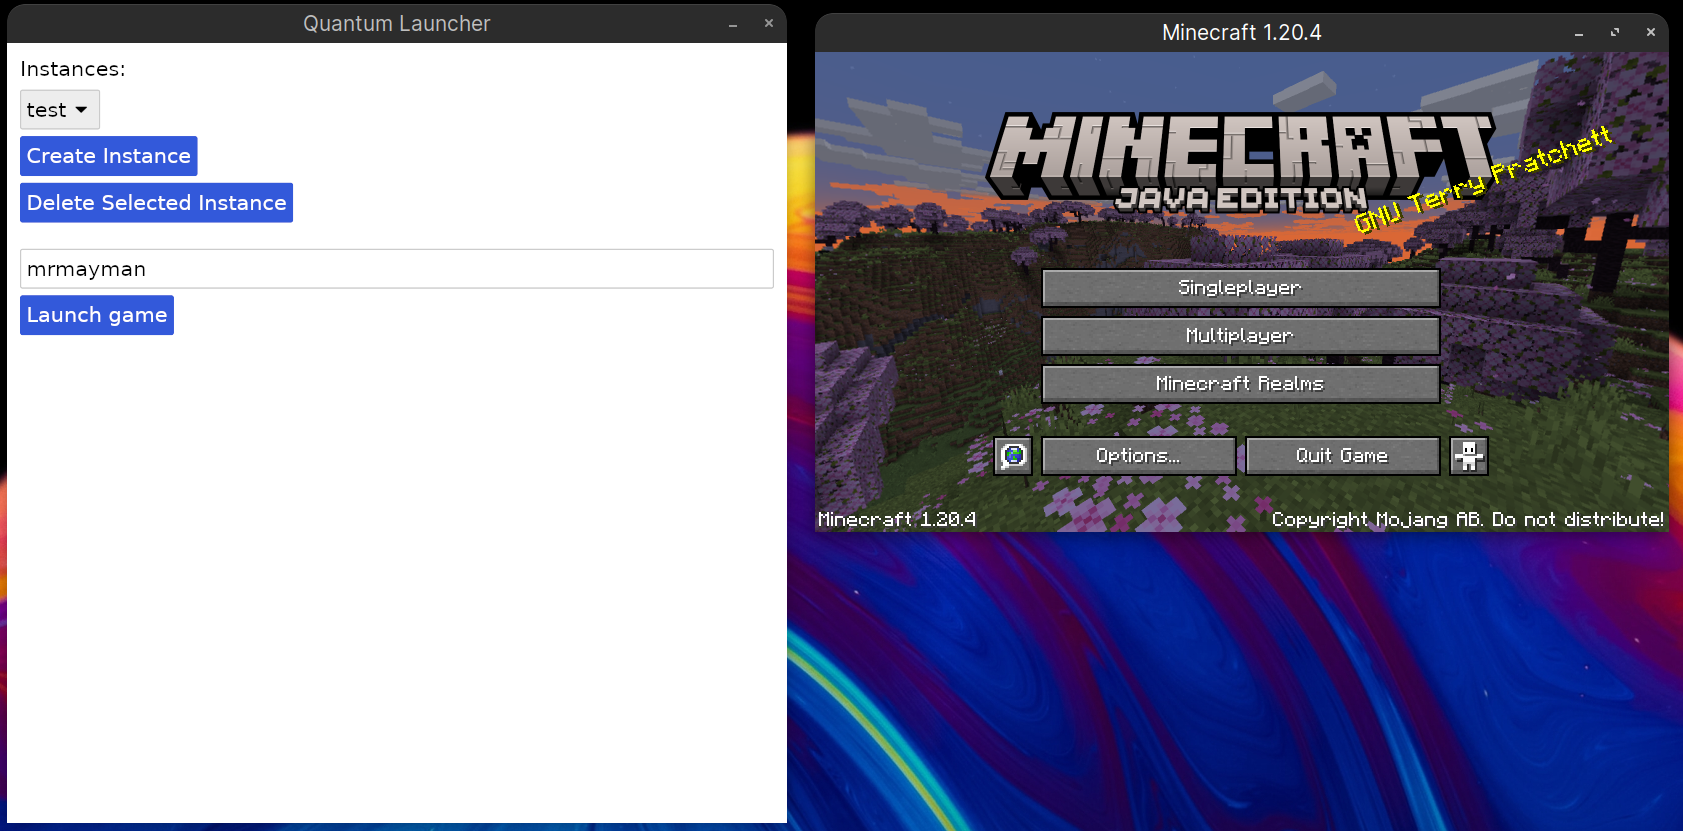 Quantum Launcher
Instances:
test
Create Instance
Delete Selected Instance
mrmayman
Launch game
Minecraft 1.20.4
MINECRAFT
JAVA EDITION
GNU Terry Pratchett
Singleplayer
Multiplayer
Minecraft Realms
Options...
Quit Game
Minecraft 1.20.4
Copyright Mojang AB. Do not distribute!